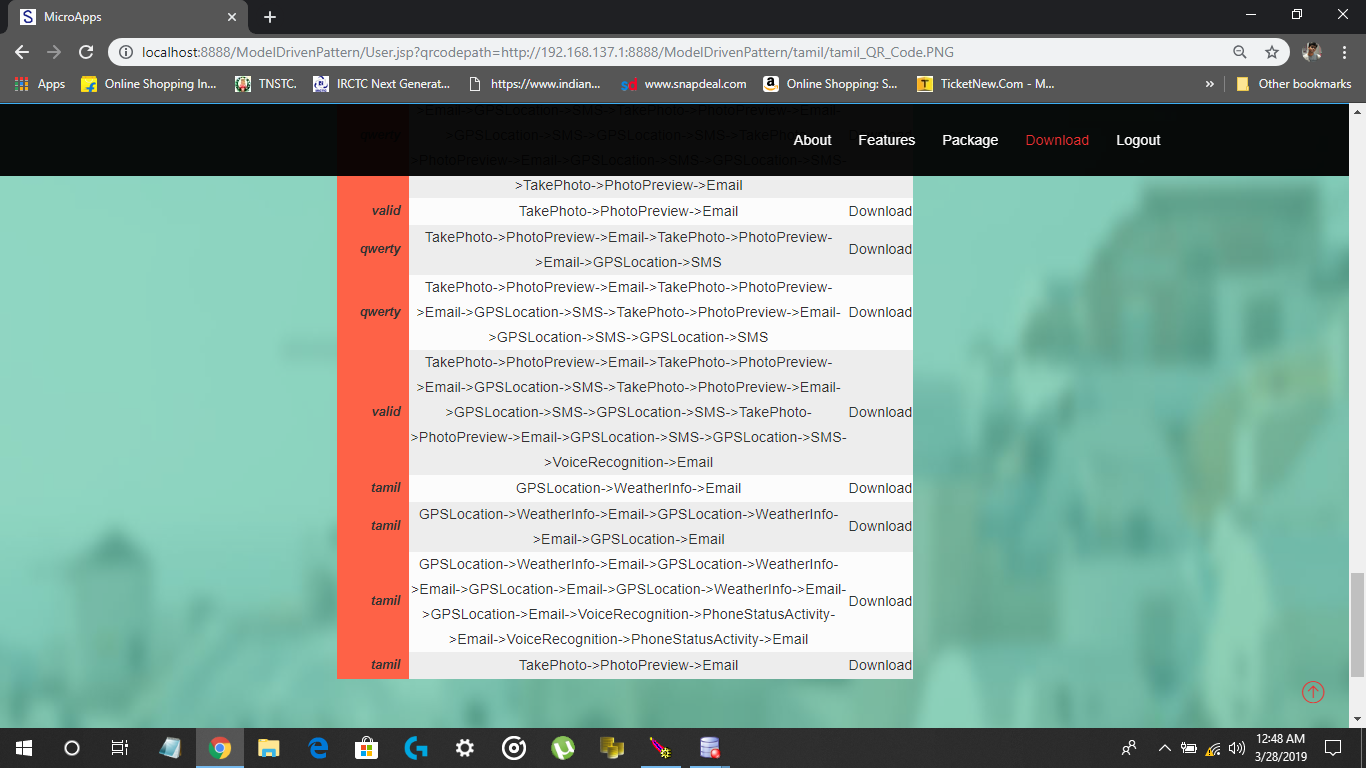 MicroApps
localhost:8888/ModelDrivenPattern/User.jsp?qrcodepath=http://192.168.137.1:8888/ModelDrivenPattern/tamil/tamil_QR_Code.PNG
Apps Online Shopping In... TNSTC. IRCTC Next Generat... https://www.indian... www.snapdeal.com Online Shopping: S... TicketNew.Com - M... » Other bookmarks
About Features Package Download Logout
>TakePhoto->PhotoPreview->Email
valid TakePhoto->PhotoPreview->Email Download
TakePhoto->PhotoPreview->Email->TakePhoto->PhotoPreview-
qwerty Download
>Email->GPSLocation->SMS
TakePhoto->PhotoPreview->Email->TakePhoto->PhotoPreview-
qwerty >Email->GPSLocation->SMS->TakePhoto->PhotoPreview->Email- Download
>GPSLocation->SMS->GPSLocation->SMS
TakePhoto->PhotoPreview->Email->TakePhoto->PhotoPreview-
>Email->GPSLocation->SMS->TakePhoto->PhotoPreview->Email-
valid >GPSLocation->SMS->GPSLocation->SMS->TakePhoto- Download
>PhotoPreview->Email->GPSLocation->SMS->GPSLocation->SMS-
>VoiceRecognition->Email
tamil GPSLocation->WeatherInfo->Email Download
GPSLocation->WeatherInfo->Email->GPSLocation->WeatherInfo-
tamil Download
>Email->GPSLocation->Email
GPSLocation->WeatherInfo->Email->GPSLocation->WeatherInfo-
>Email->GPSLocation->Email->GPSLocation->WeatherInfo->Email-
tamil Download
>GPSLocation->Email->VoiceRecognition->PhoneStatusActivity-
>Email->VoiceRecognition->PhoneStatusActivity->Email
tamil TakePhoto->PhotoPreview->Email Download
12:48 AM
3/28/2019